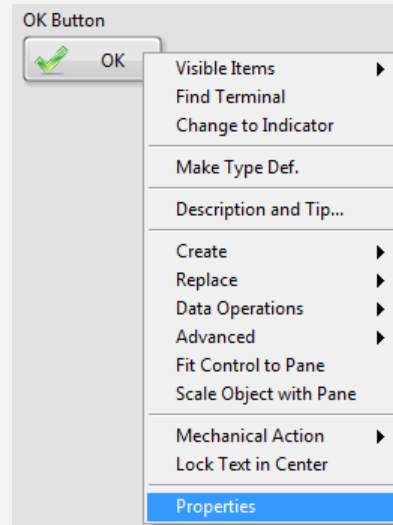 OK Button
OK
Visible Items
Find Terminal
Change to Indicator
Make Type Def.
Description and Tip...
Create
Replace
Data Operations
Advanced
Fit Control to Pane
Scale Object with Pane
Mechanical Action
Lock Text in Center
Properties